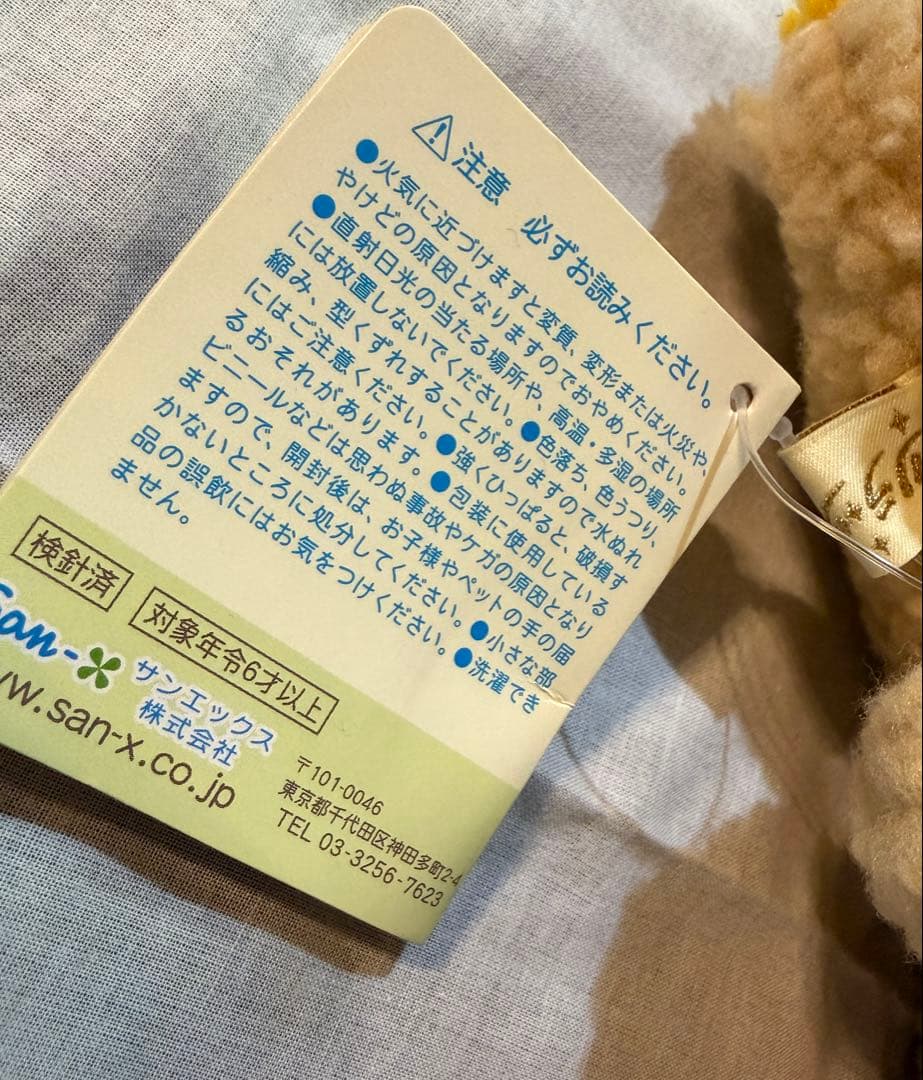 ⚠注意 必ずお読みください。
●火気に近づけますと変質、変形または火災や、
やけどの原因となりますのでおやめください。
●直射日光の当たる場所や、高温・多湿の場所
には放置しないでください。●色落ち、色うつり、
縮み、型くずれすることがありますので水ぬれ
にはご注意ください。●強くひっぱると、破損す
るおそれがあります。●包装に使用している
ビニールなどは思わぬ事故やケガの原因となり
ますので、開封後は、お子様やペットの手の届
かないところに処分してください。●小さな部
品の誤飲にはお気をつけください。●洗濯でき
ません。
検針済
対象年令6才以上
San-x
サンエックス
株式会社
www.san-x.co.jp
〒101-0046
東京都千代田区神田多町2-4
TEL 03-3256-7623